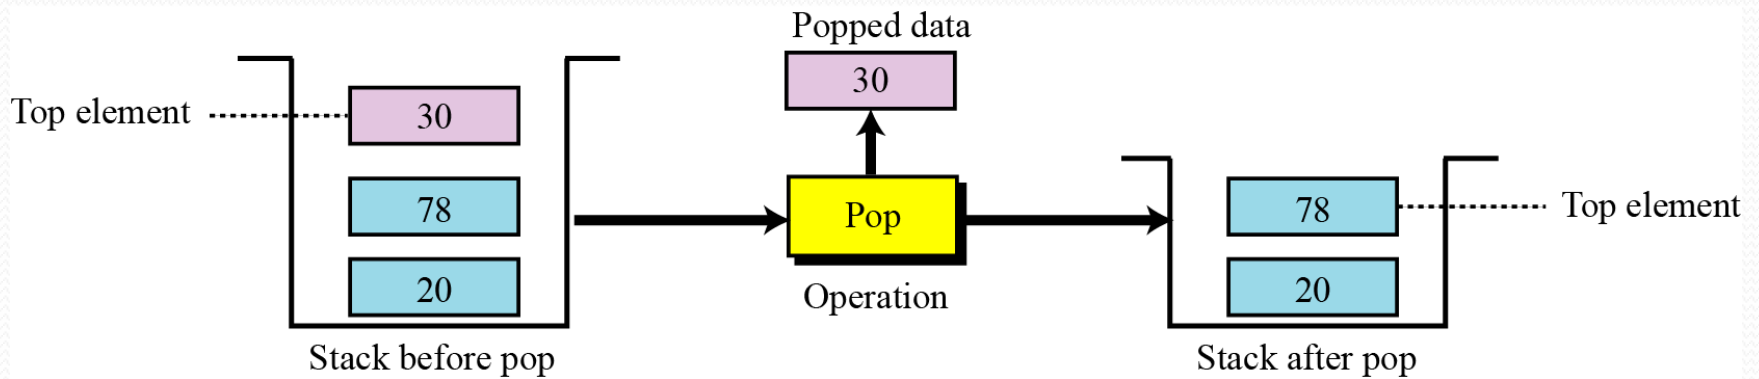 Popped data
30
Top element
30
78
20
Stack before pop
Pop
Operation
78
Top element
20
Stack after pop